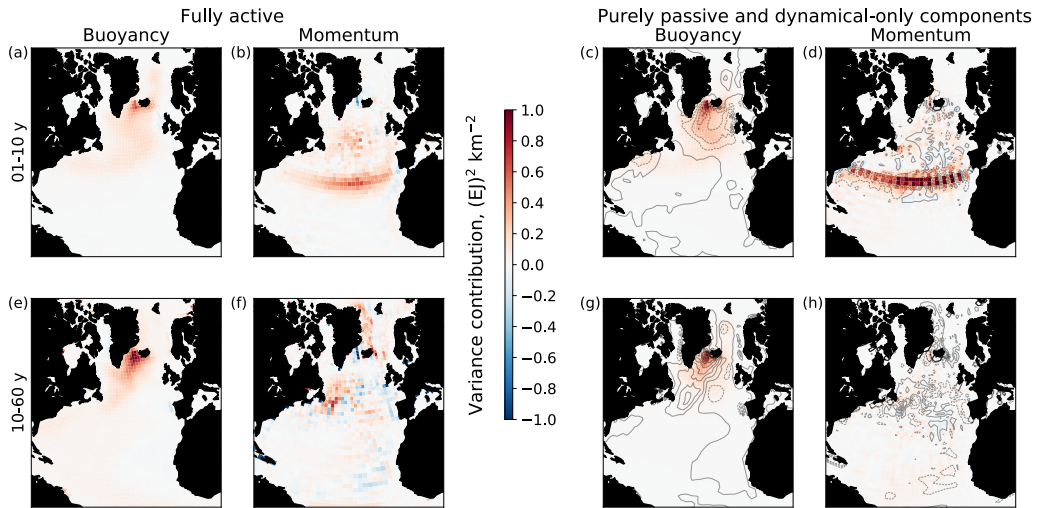 Fully active
Purely passive and dynamical-only components
Buoyancy
Momentum
Buoyancy
Momentum
(a)
(b)
(c)
(d)
01-10 y
1.0
0.8
0.6
0.4
0.2
0.0
−0.2
−0.4
−0.6
−0.8
−1.0
Variance contribution, (EJ)² km⁻²
(e)
(f)
(g)
(h)
10-60 y